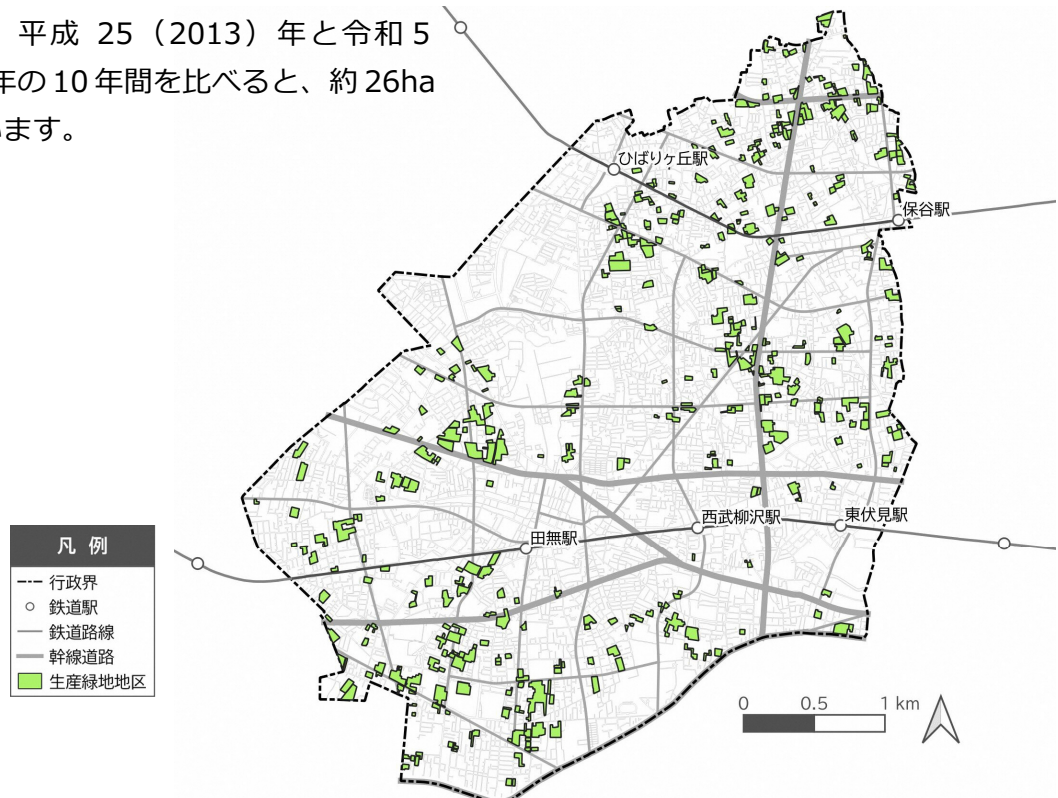 平成 25（2013）年と令和 5
年の 10 年間を比べると、約 26ha
います。
ひばりヶ丘駅
保谷駅
西武柳沢駅
東伏見駅
田無駅
凡 例
行政界
鉄道駅
鉄道路線
幹線道路
生産緑地地区
0 0.5 1 km